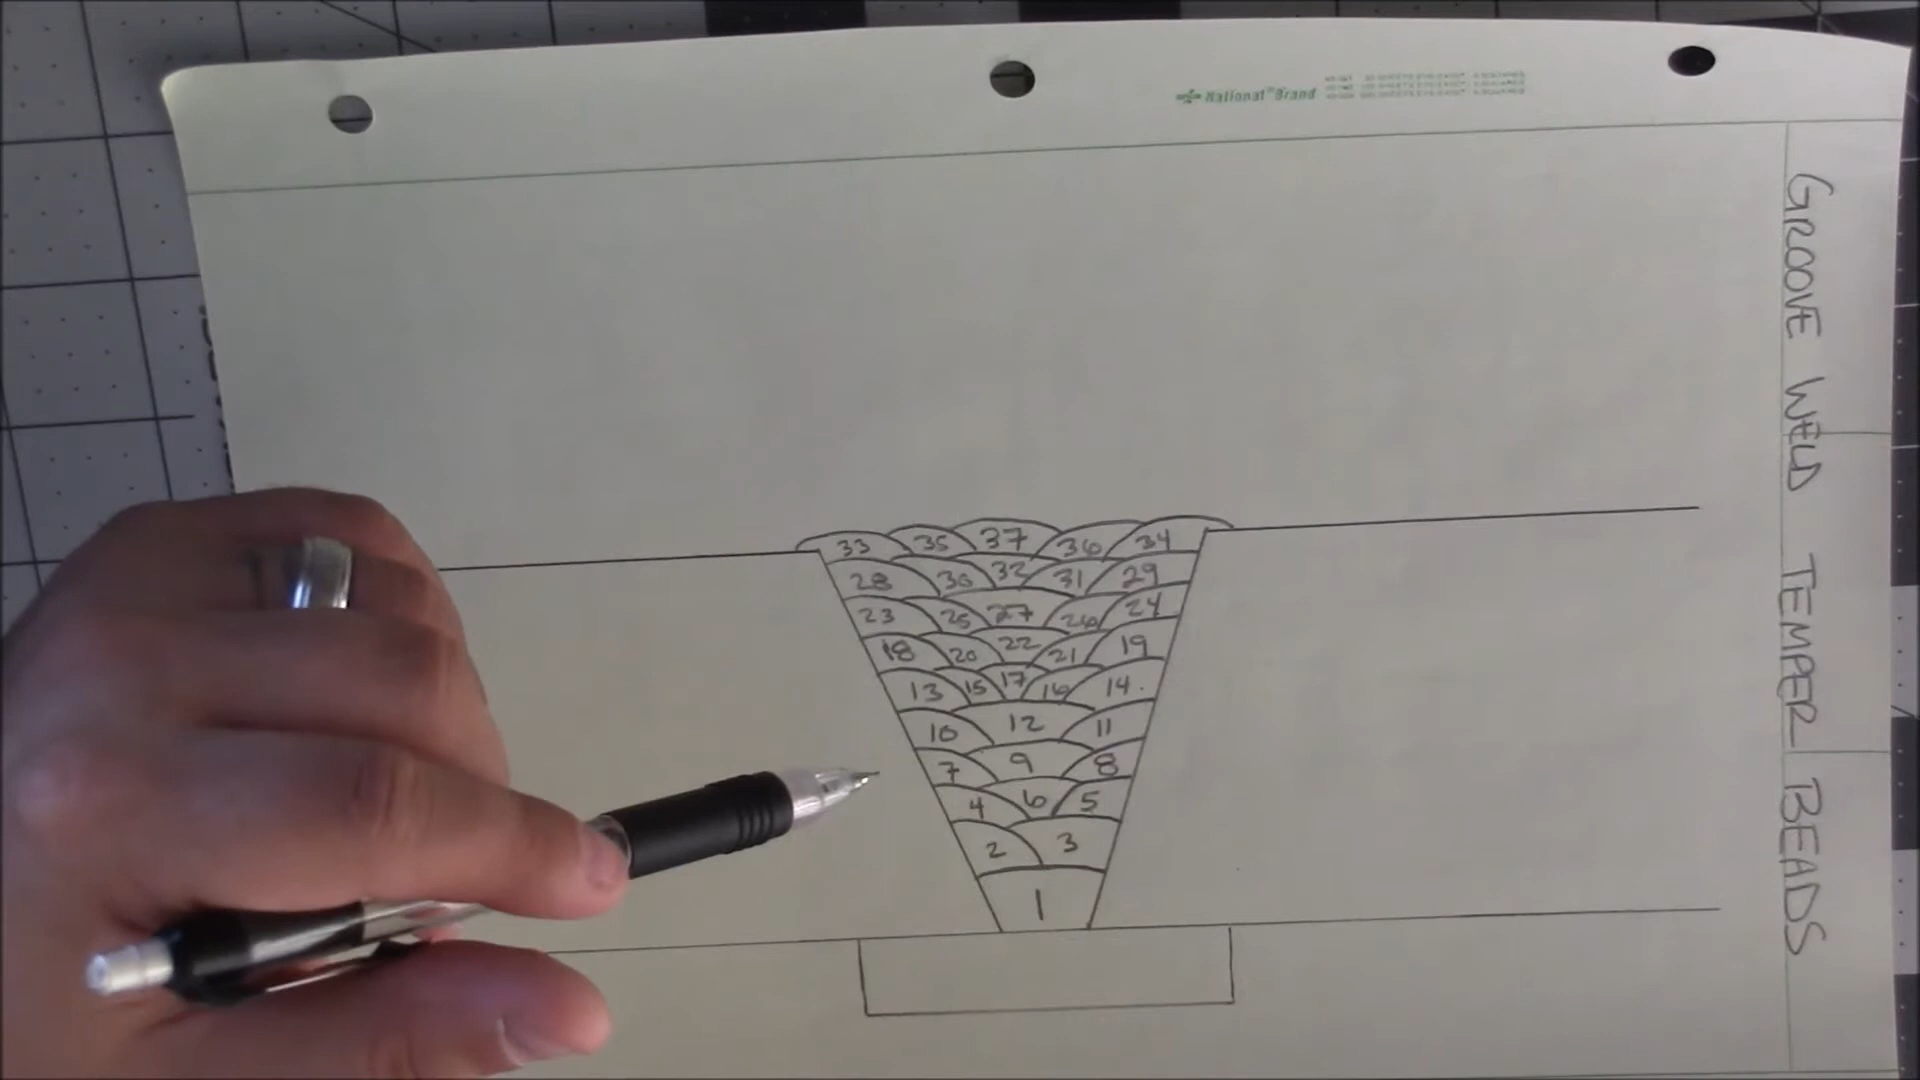 National® Brand
GROOVE WELD TEMPER BEADS
33 35 37 36 34
28 30 32 31 29
23 25 27 26 24
18 20 22 21 19
13 15 17 16 14
10 12 11
7 9 8
4 6 5
2 3
1